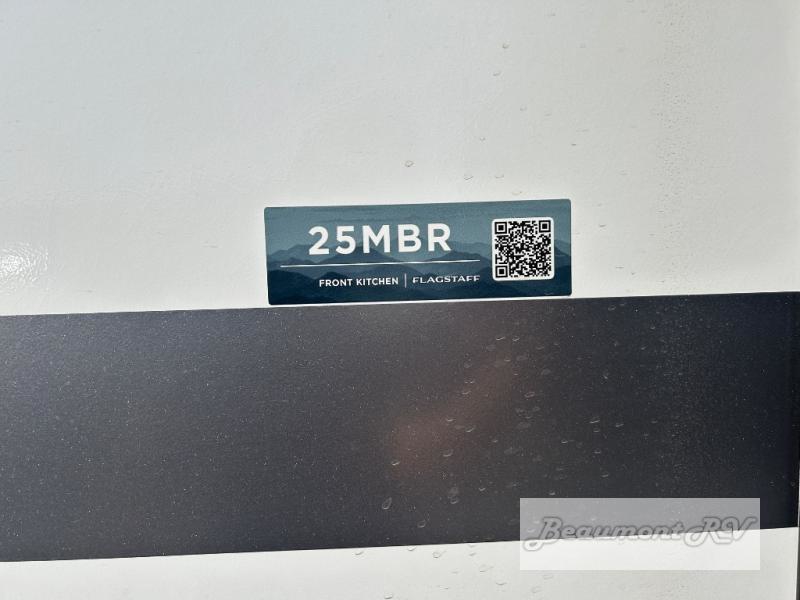 25MBR
FRONT KITCHEN | FLAGSTAFF
Beaumont RV